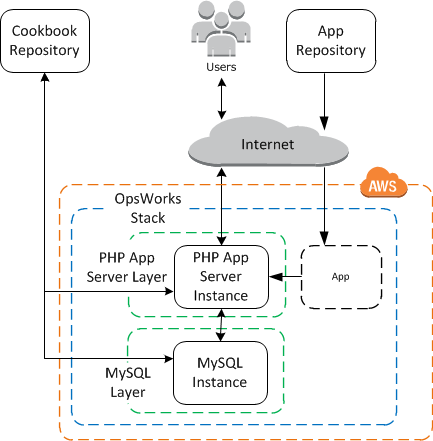 Cookbook
Repository
Users
App
Repository
Internet
AWS
OpsWorks
Stack
PHP App
Server Layer
PHP App
Server
Instance
App
MySQL
Layer
MySQL
Instance